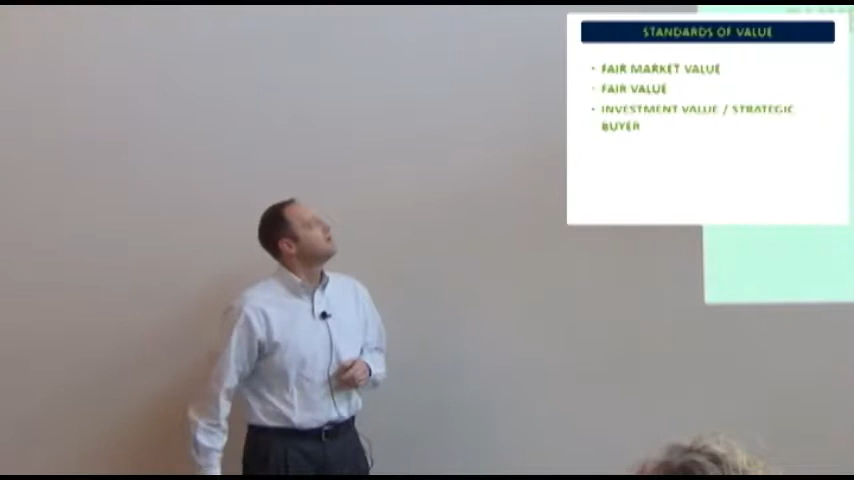 STANDARDS OF VALUE
• FAIR MARKET VALUE
• FAIR VALUE
• INVESTMENT VALUE / STRATEGIC
BUYER